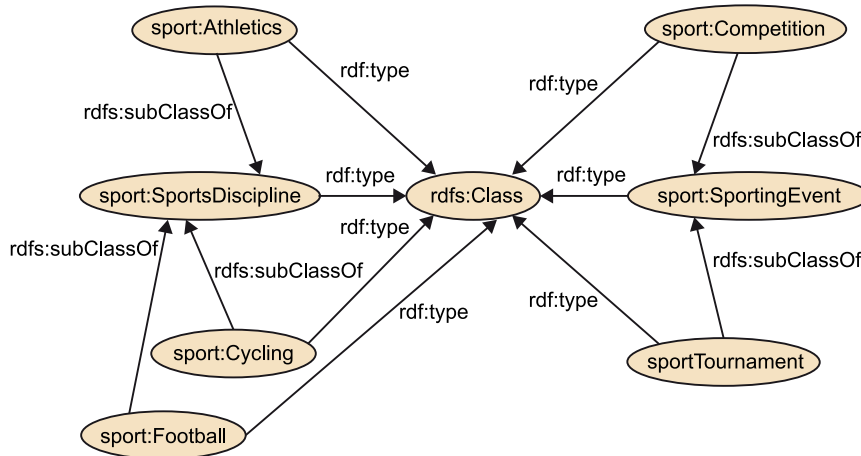 sport:Athletics
sport:Competition
rdf:type
rdf:type
rdfs:subClassOf
rdfs:subClassOf
rdf:type
rdf:type
sport:SportsDiscipline
rdfs:Class
sport:SportingEvent
rdf:type
rdfs:subClassOf
rdfs:subClassOf
rdfs:subClassOf
rdf:type
rdf:type
sport:Cycling
sportTournament
sport:Football